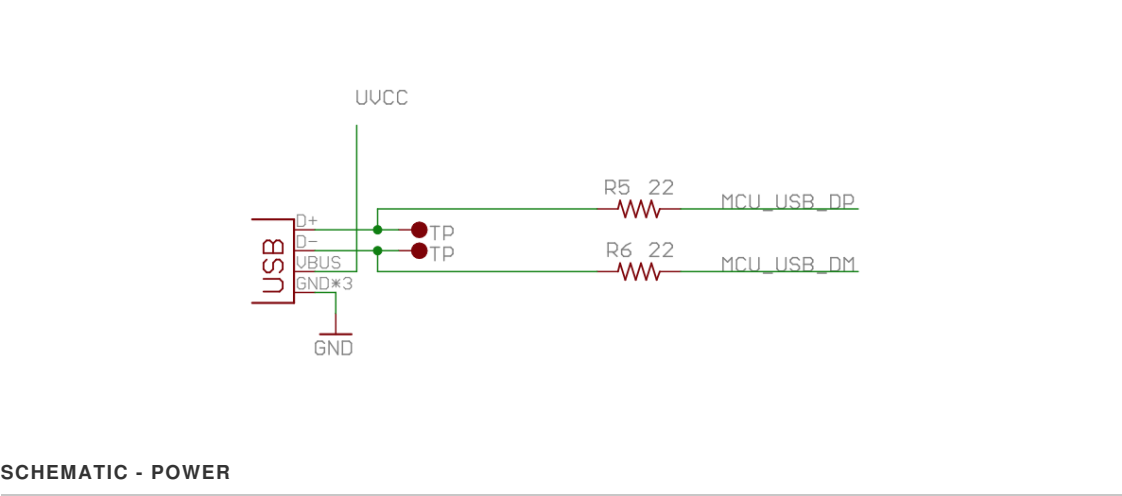 UVCC
R5 22
MCU_USB_DP
D+
TP
D-
TP
R6 22
MCU_USB_DM
USB
VBUS
GND*3
GND
SCHEMATIC - POWER